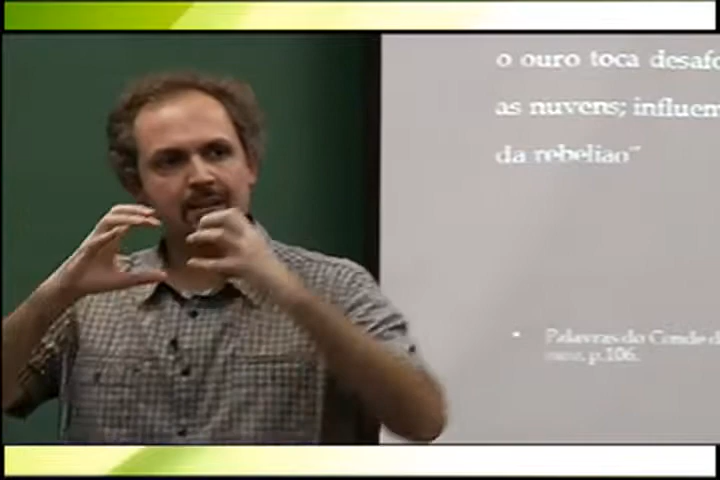 o ouro toca desafo
as nuvens; influem
da rebeliao"
• Palavras do Conde d
p.106.